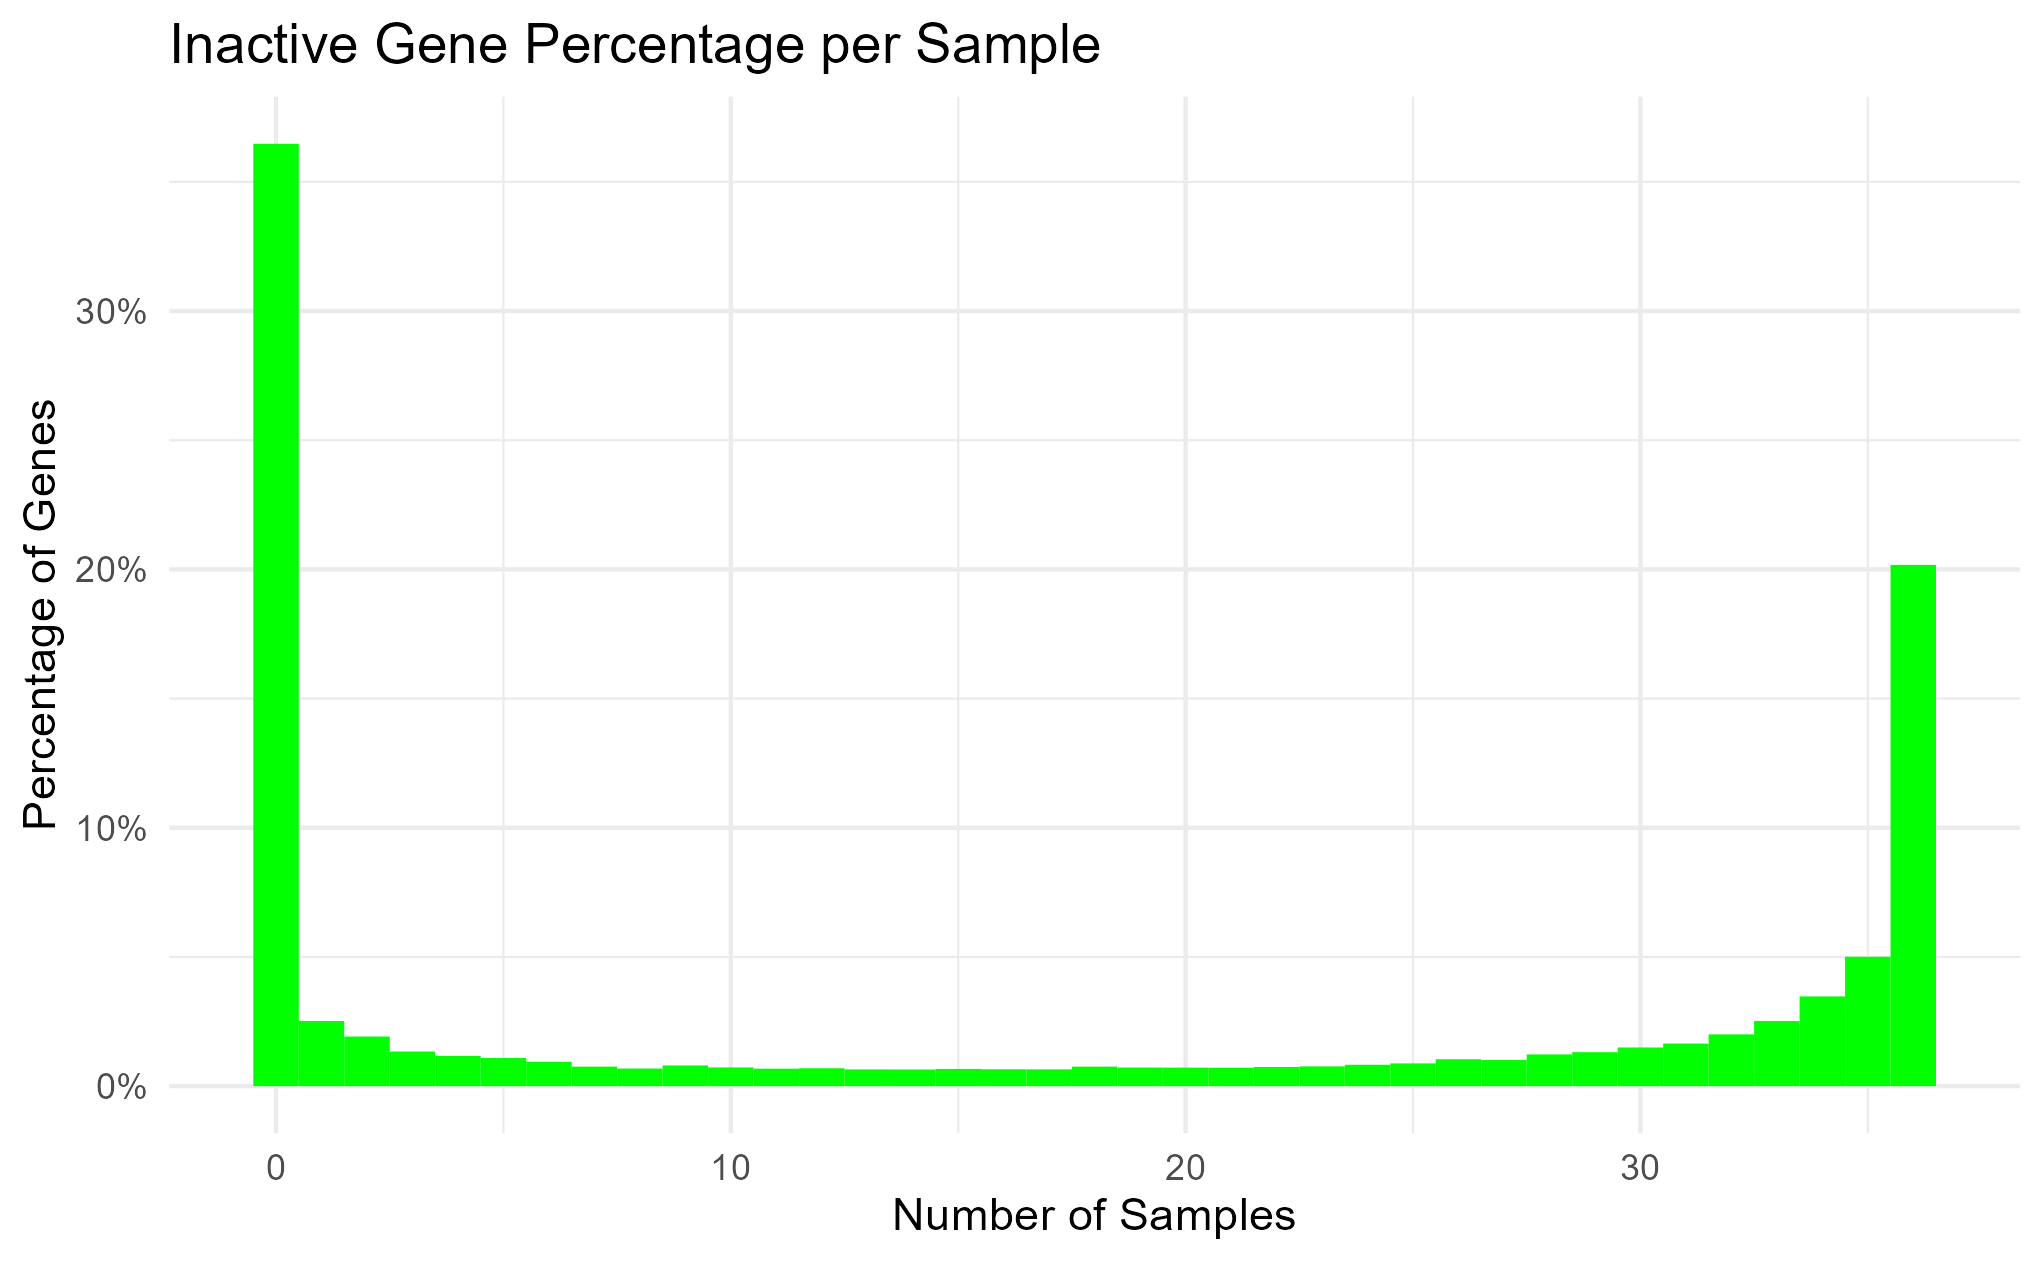 Inactive Gene Percentage per Sample
Percentage of Genes
30%
20%
10%
0%
0 10 20 30
Number of Samples